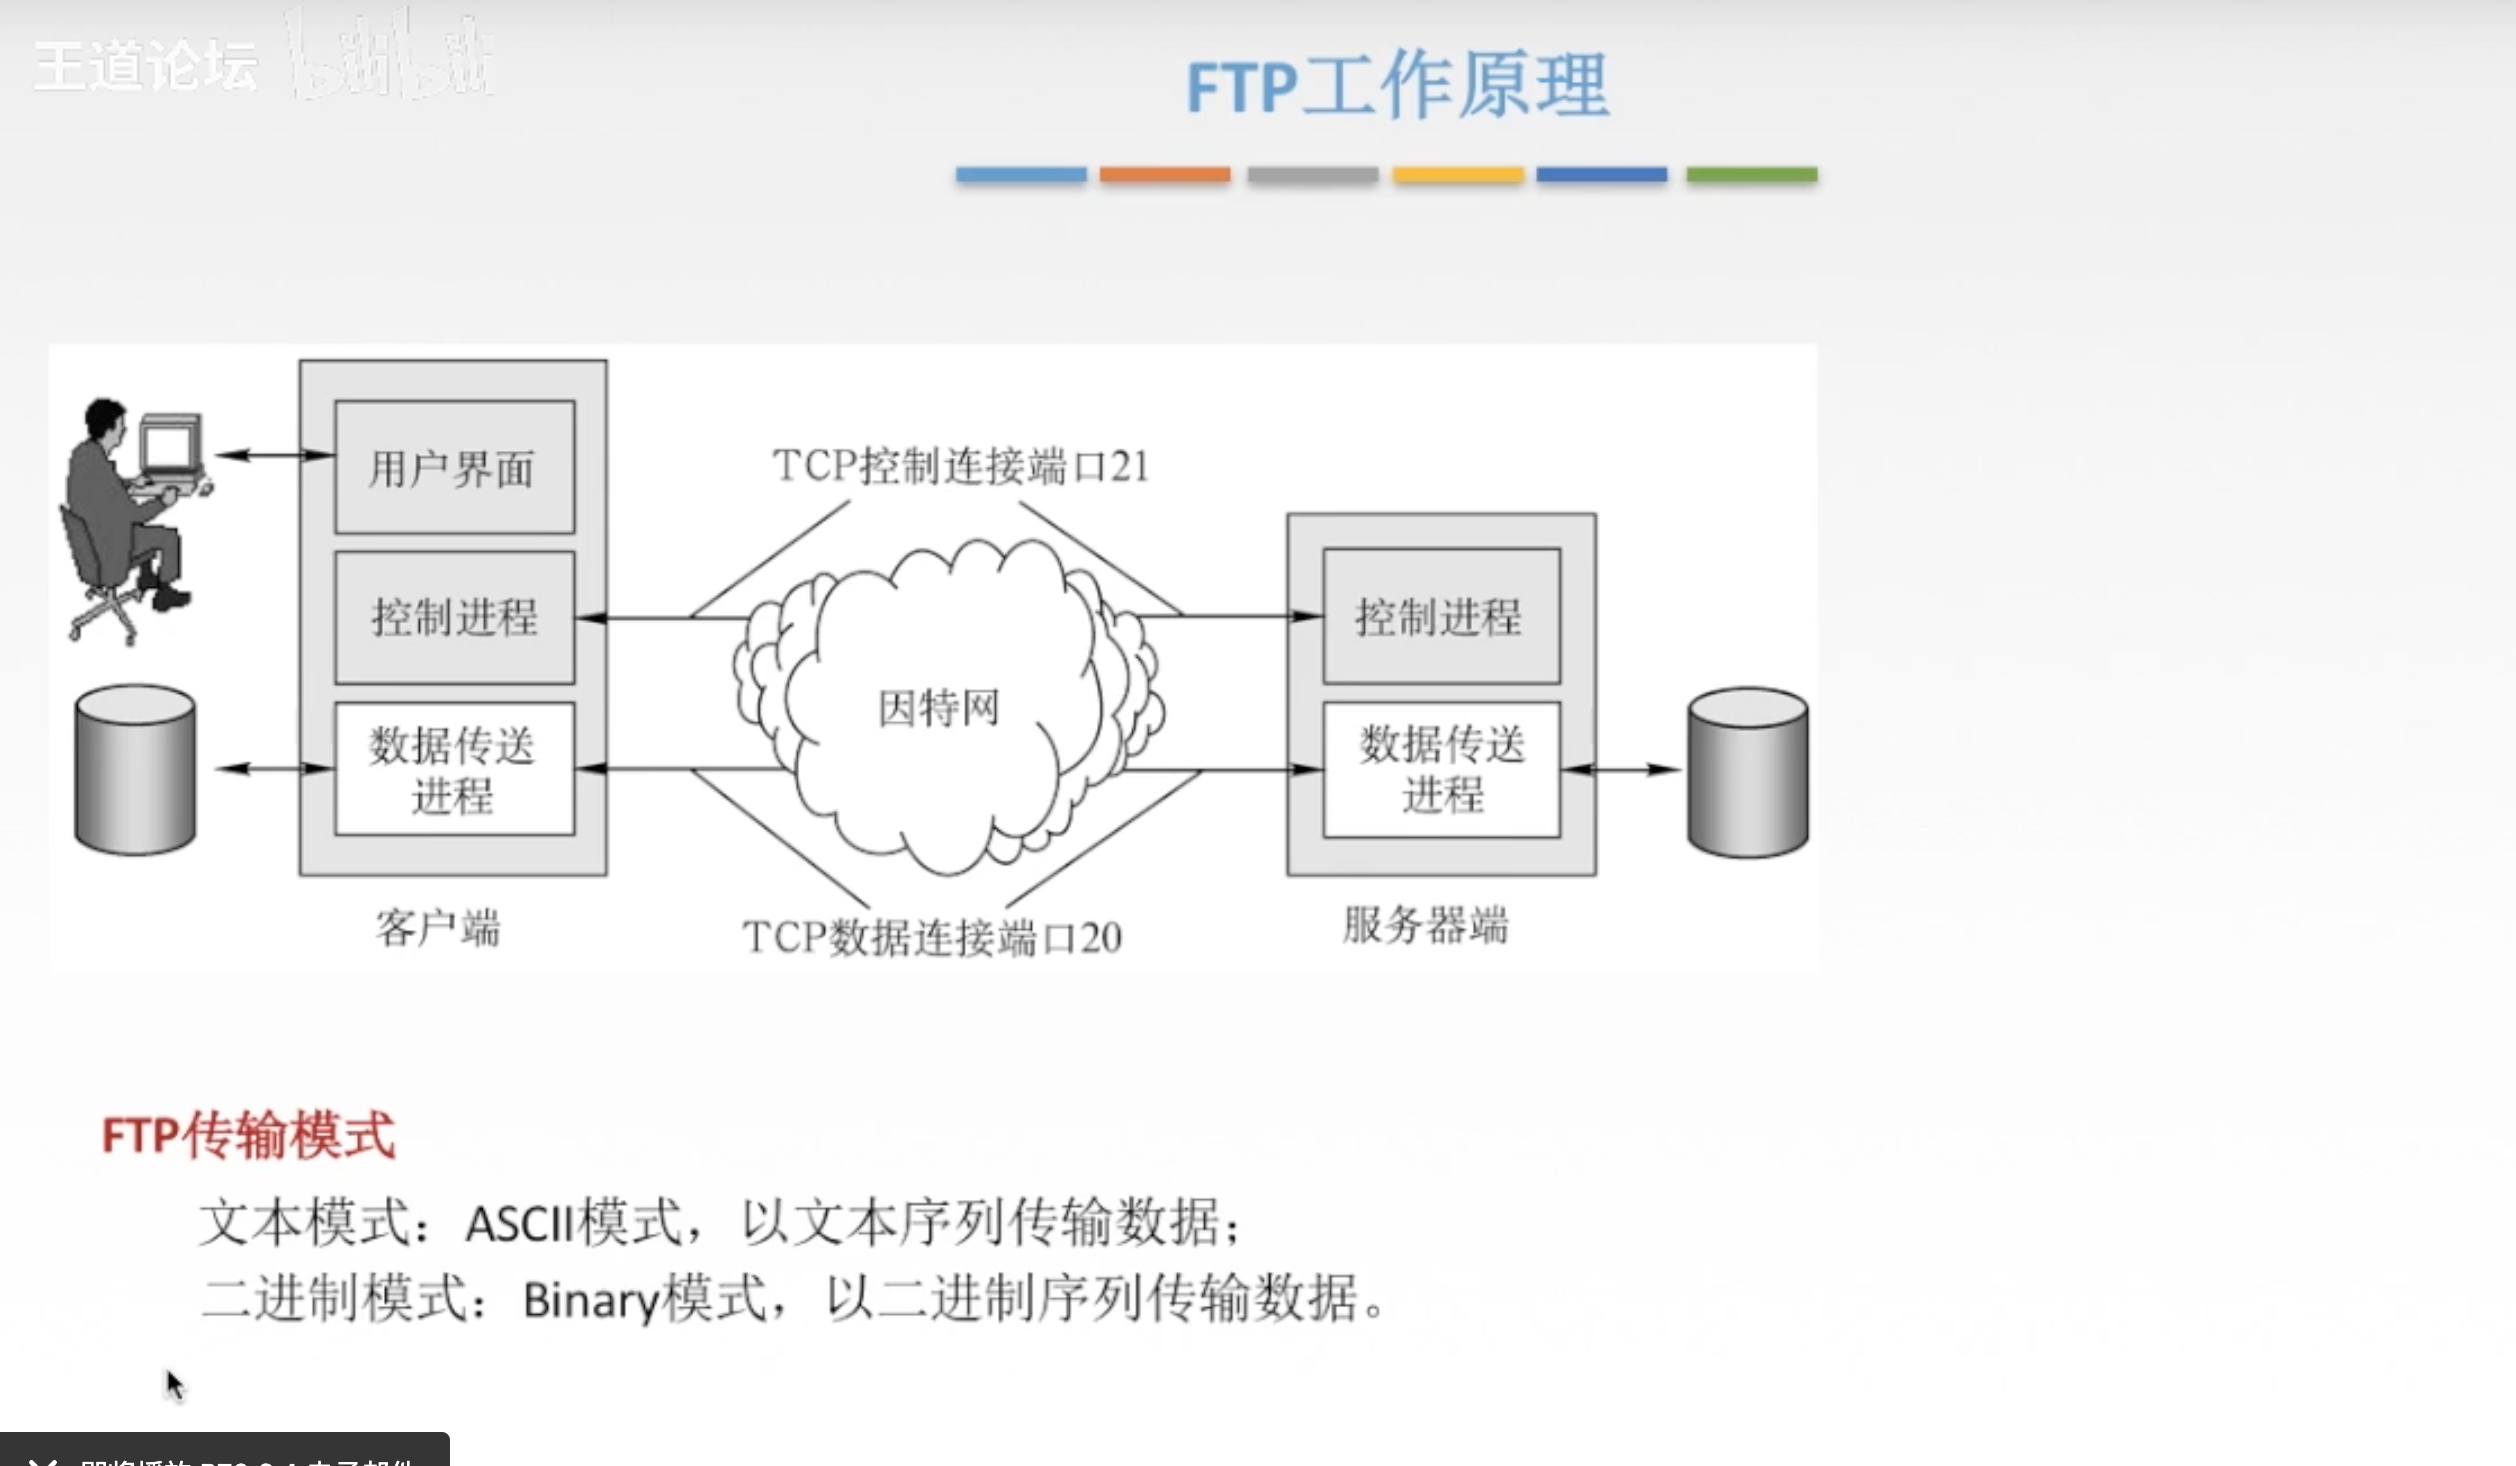 王道论坛 bilibili
FTP工作原理
用户界面
TCP控制连接端口21
控制进程
控制进程
因特网
数据传送
进程
数据传送
进程
客户端
TCP数据连接端口20
服务器端
FTP传输模式
文本模式：ASCII模式，以文本序列传输数据；
二进制模式：Binary模式，以二进制序列传输数据。